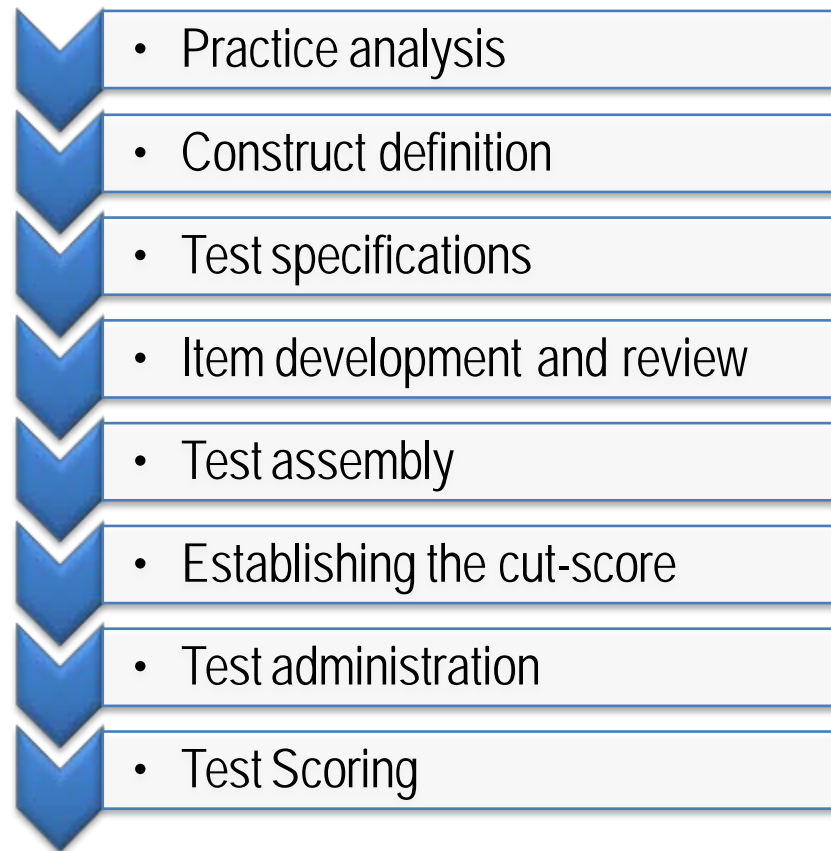 • Practice analysis
• Construct definition
• Test specifications
• Item development and review
• Test assembly
• Establishing the cut-score
• Test administration
• Test Scoring